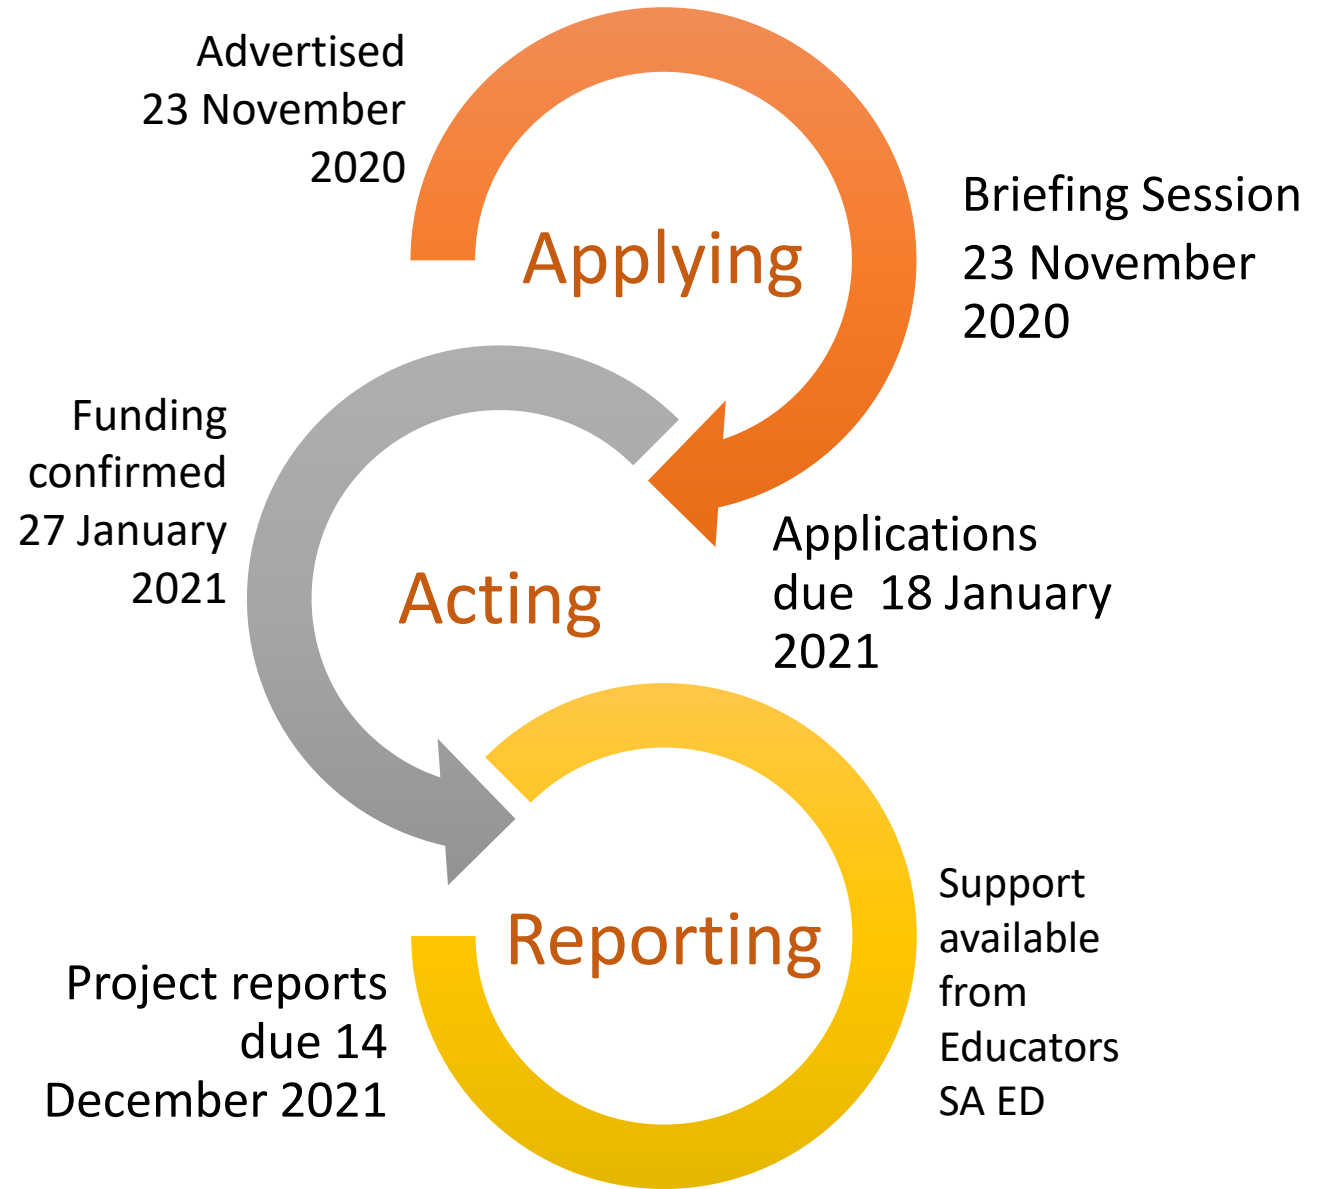 Advertised
23 November
2020
Applying
Briefing Session
23 November
2020
Applications
due  18 January
2021
Funding
confirmed
27 January
2021
Acting
Reporting
Support
available
from
Educators
SA ED
Project reports
due 14
December 2021